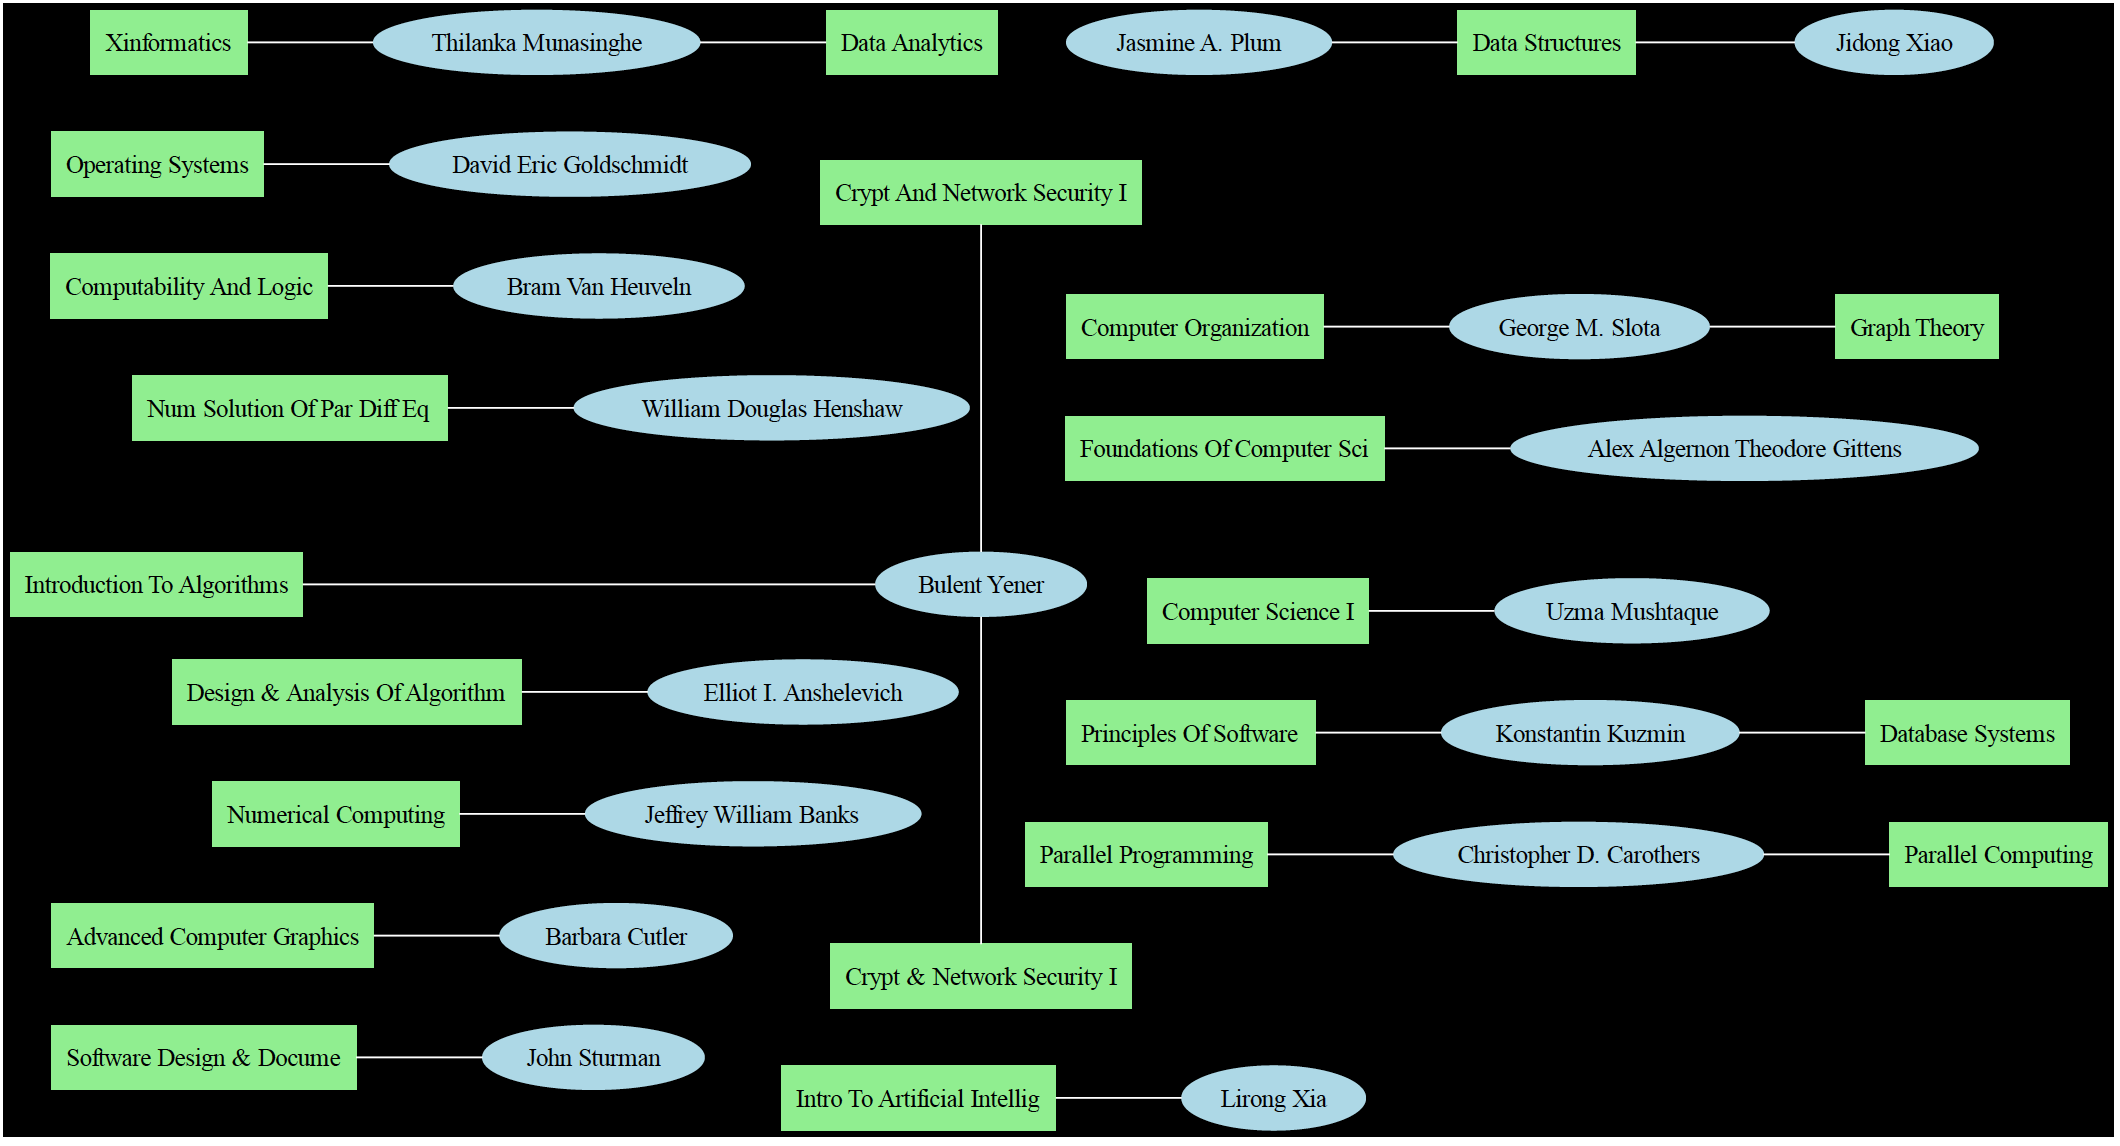 Xinformatics
Thilanka Munasinghe
Data Analytics
Jasmine A. Plum
Data Structures
Jidong Xiao
Operating Systems
David Eric Goldschmidt
Crypt And Network Security I
Computability And Logic
Bram Van Heuveln
Computer Organization
George M. Slota
Graph Theory
Num Solution Of Par Diff Eq
William Douglas Henshaw
Foundations Of Computer Sci
Alex Algernon Theodore Gittens
Introduction To Algorithms
Bulent Yener
Computer Science I
Uzma Mushtaque
Design & Analysis Of Algorithm
Elliot I. Anshelevich
Principles Of Software
Konstantin Kuzmin
Database Systems
Numerical Computing
Jeffrey William Banks
Parallel Programming
Christopher D. Carothers
Parallel Computing
Advanced Computer Graphics
Barbara Cutler
Crypt & Network Security I
Software Design & Docume
John Sturman
Intro To Artificial Intellig
Lirong Xia